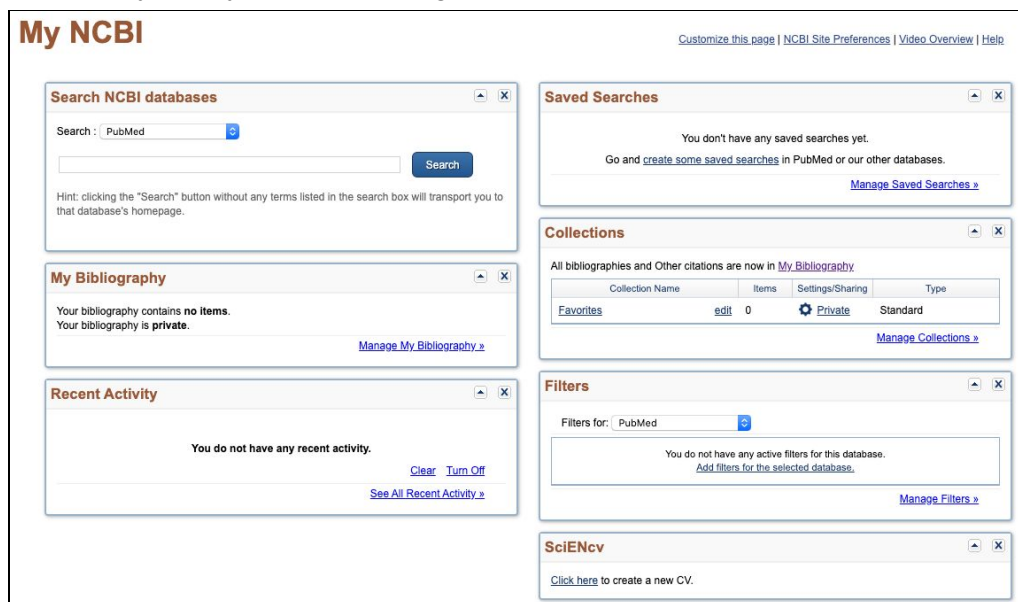 My NCBI
Customize this page | NCBI Site Preferences | Video Overview | Help
Search NCBI databases
Search : PubMed
Search
Hint: clicking the "Search" button without any terms listed in the search box will transport you to
that database's homepage.
My Bibliography
Your bibliography contains no items.
Your bibliography is private.
Manage My Bibliography »
Recent Activity
You do not have any recent activity.
Clear Turn Off
See All Recent Activity »
Saved Searches
You don't have any saved searches yet.
Go and create some saved searches in PubMed or our other databases.
Manage Saved Searches »
Collections
All bibliographies and Other citations are now in My Bibliography
Collection Name Items Settings/Sharing Type
Favorites edit 0 Private Standard
Manage Collections »
Filters
Filters for: PubMed
You do not have any active filters for this database.
Add filters for the selected database.
Manage Filters »
SciENcv
Click here to create a new CV.